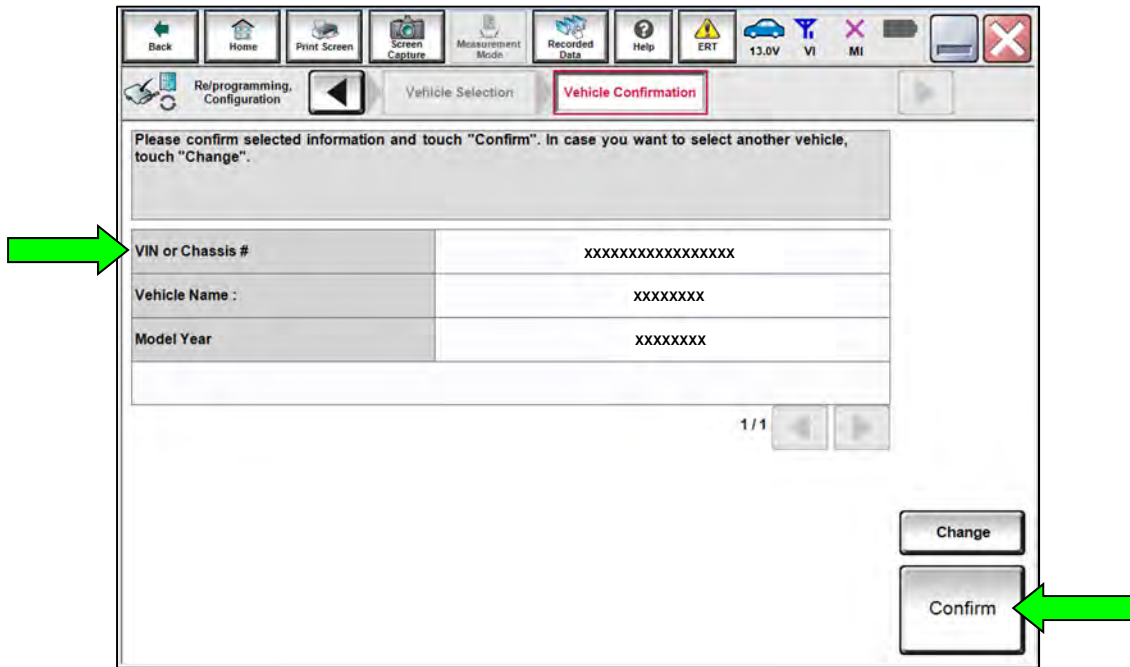 Back
Home
Print Screen
Screen
Capture
Measurement
Mode
Recorded
Data
Help
ERT
13.0V
VI
MI
Re/programming,
Configuration
Vehicle Selection
Vehicle Confirmation
Please confirm selected information and touch "Confirm". In case you want to select another vehicle,
touch "Change".
VIN or Chassis # XXXXXXXXXXXXXXXXX
Vehicle Name : XXXXXXXX
Model Year XXXXXXXX
1/1
Change
Confirm